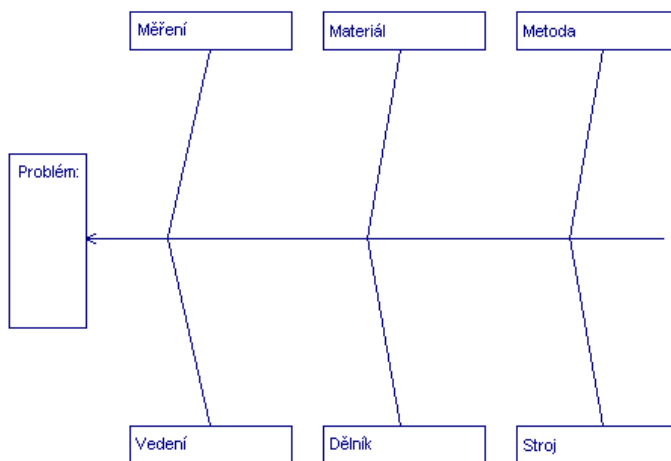 Měření
Materiál
Metoda
Problém:
Vedení
Dělník
Stroj